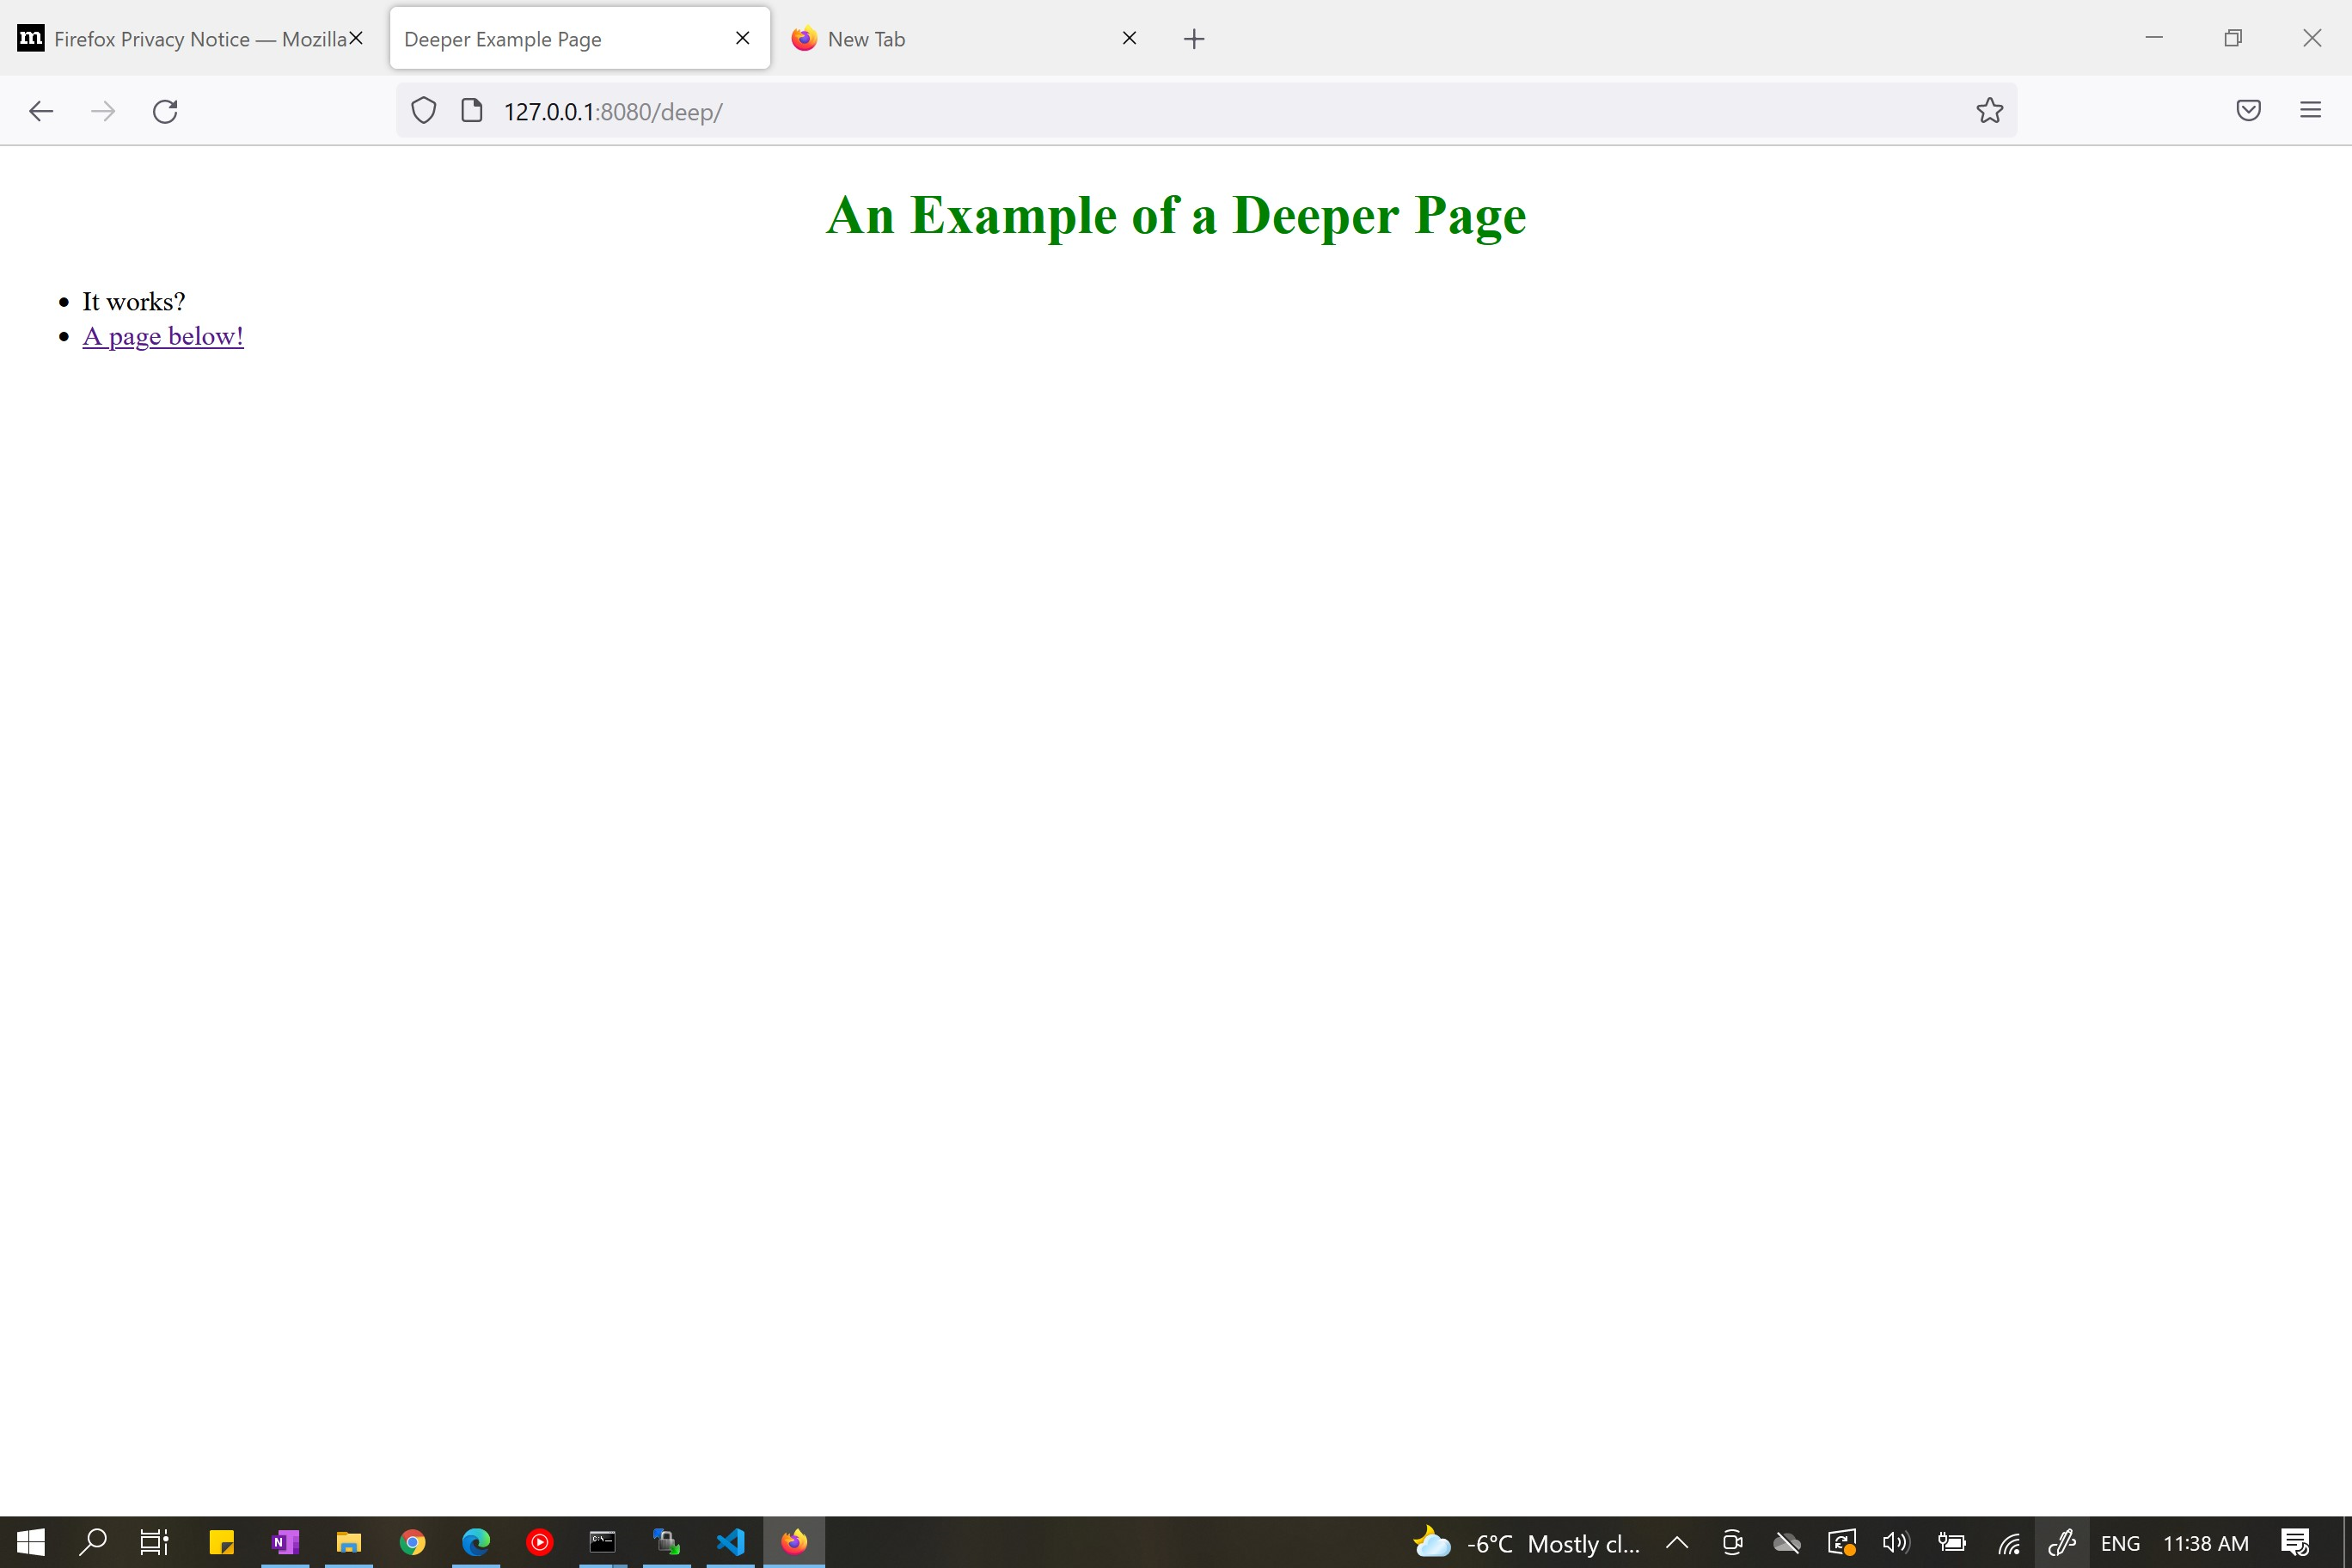 m Firefox Privacy Notice — Mozilla
Deeper Example Page
New Tab
127.0.0.1:8080/deep/
An Example of a Deeper Page
It works?
A page below!
-6°C Mostly cl... ENG 11:38 AM